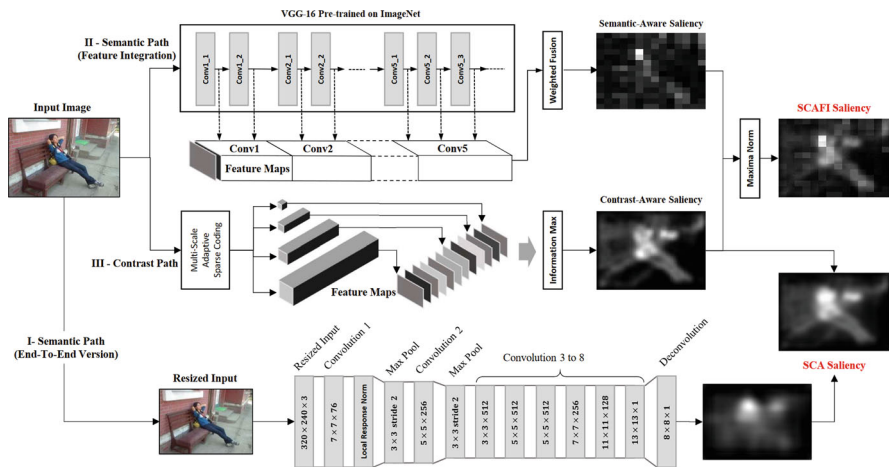 VGG-16 Pre-trained on ImageNet
II - Semantic Path
(Feature Integration)
Conv1_1
Conv1_2
Conv2_1
Conv2_2
Conv5_1
Conv5_2
Conv5_3
Weighted Fusion
Semantic-Aware Saliency
Input Image
Conv1
Conv2
Conv5
Feature Maps
Maxima Norm
SCAFI Saliency
III - Contrast Path
Multi-Scale
Adaptive
Sparse Coding
Feature Maps
Information Max
Contrast-Aware Saliency
I- Semantic Path
(End-To-End Version)
Resized Input
Resized Input
Convolution 1
Max Pool
Convolution 2
Max Pool
Convolution 3 to 8
Deconvolution
320 × 240 × 3
7 × 7 × 76
Local Response Norm
3 × 3 stride 2
5 × 5 × 256
3 × 3 stride 2
3 × 3 × 512
5 × 5 × 512
5 × 5 × 512
7 × 7 × 256
11 × 11 × 128
13 × 13 × 1
8 × 8 × 1
SCA Saliency